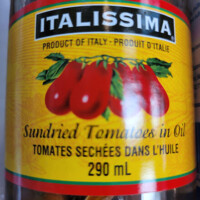 ITALISSIMA
PRODUCT OF ITALY · PRODUIT D'ITALIE
Sundried Tomatoes in Oil
TOMATES SECHÉES DANS L'HUILE
290 mL